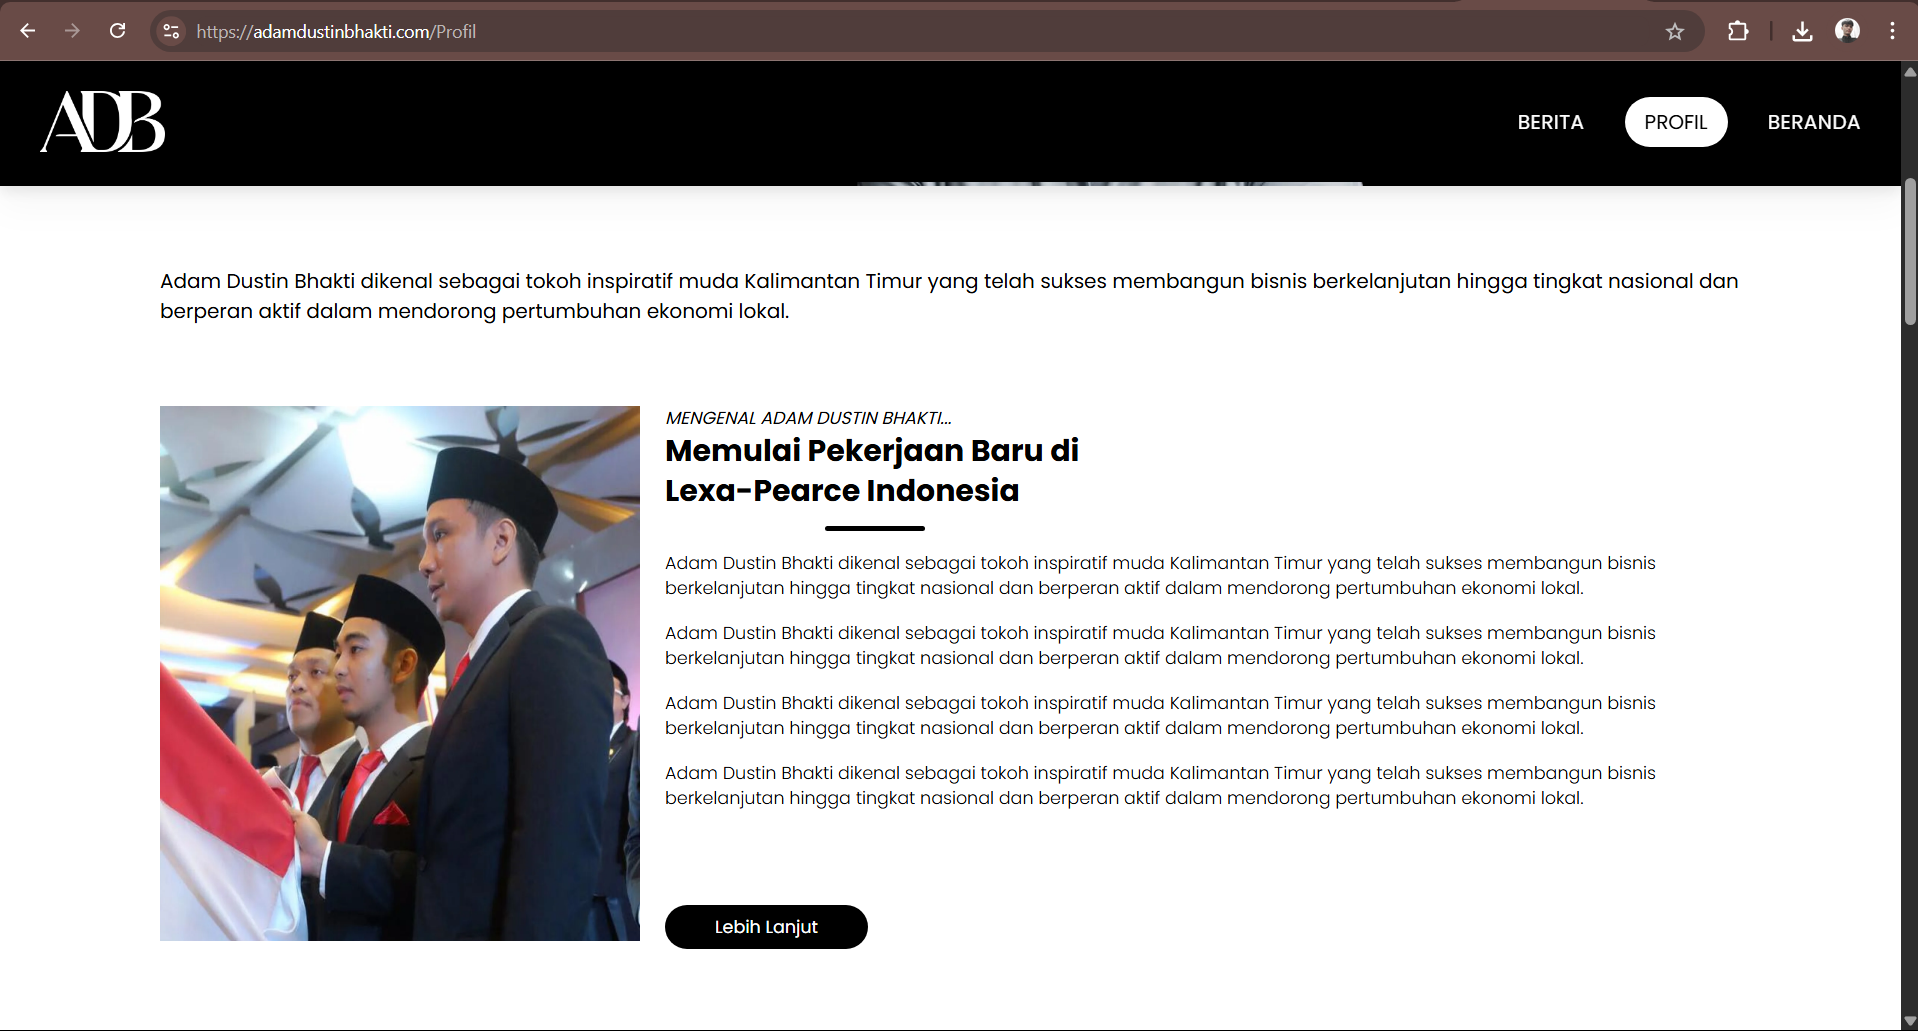 https://adamdustinbhakti.com/Profil
ADB
BERITA
PROFIL
BERANDA
Adam Dustin Bhakti dikenal sebagai tokoh inspiratif muda Kalimantan Timur yang telah sukses membangun bisnis berkelanjutan hingga tingkat nasional dan
berperan aktif dalam mendorong pertumbuhan ekonomi lokal.
MENGENAL ADAM DUSTIN BHAKTI...
Memulai Pekerjaan Baru di
Lexa-Pearce Indonesia
Adam Dustin Bhakti dikenal sebagai tokoh inspiratif muda Kalimantan Timur yang telah sukses membangun bisnis
berkelanjutan hingga tingkat nasional dan berperan aktif dalam mendorong pertumbuhan ekonomi lokal.
Adam Dustin Bhakti dikenal sebagai tokoh inspiratif muda Kalimantan Timur yang telah sukses membangun bisnis
berkelanjutan hingga tingkat nasional dan berperan aktif dalam mendorong pertumbuhan ekonomi lokal.
Adam Dustin Bhakti dikenal sebagai tokoh inspiratif muda Kalimantan Timur yang telah sukses membangun bisnis
berkelanjutan hingga tingkat nasional dan berperan aktif dalam mendorong pertumbuhan ekonomi lokal.
Adam Dustin Bhakti dikenal sebagai tokoh inspiratif muda Kalimantan Timur yang telah sukses membangun bisnis
berkelanjutan hingga tingkat nasional dan berperan aktif dalam mendorong pertumbuhan ekonomi lokal.
Lebih Lanjut